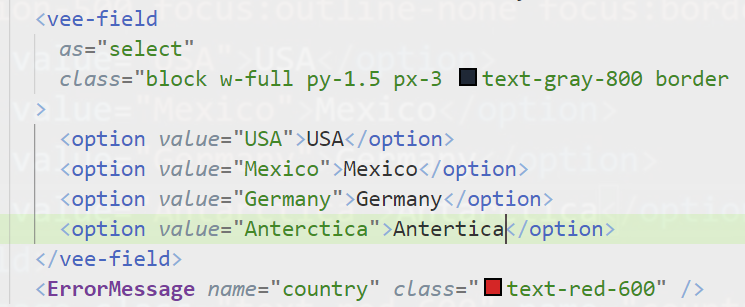 <vee-field
as="select"
class="block w-full py-1.5 px-3 text-gray-800 border
>
<option value="USA">USA</option>
<option value="Mexico">Mexico</option>
<option value="Germany">Germany</option>
<option value="Anterctica">Antertica</option>
</vee-field>
<ErrorMessage name="country" class="text-red-600" />